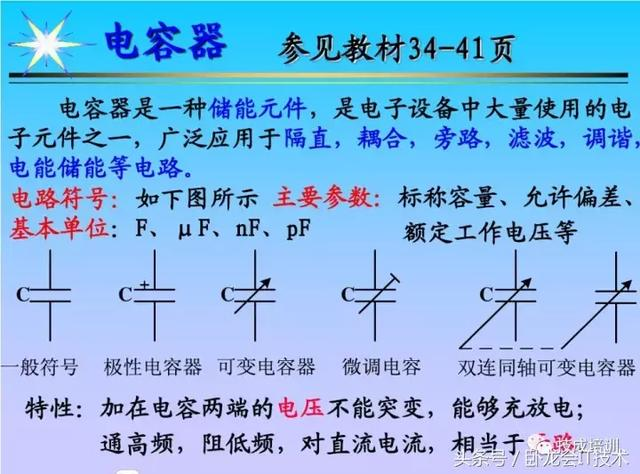 电容器 参见教材34-41页
电容器是一种储能元件，是电子设备中大量使用的电
子元件之一，广泛应用于隔直，耦合，旁路，滤波，调谐，
电能储能等电路。
电路符号：如下图所示 主要参数：标称容量、允许偏差、
基本单位：F、μF、nF、pF 额定工作电压等
C C + C C C
一般符号 极性电容器 可变电容器 微调电容 双连同轴可变电容器
特性：加在电容两端的电压不能突变，能够充放电；
通高频，阻低频，对直流电流，相当于
头条号/卧龙会IT技术